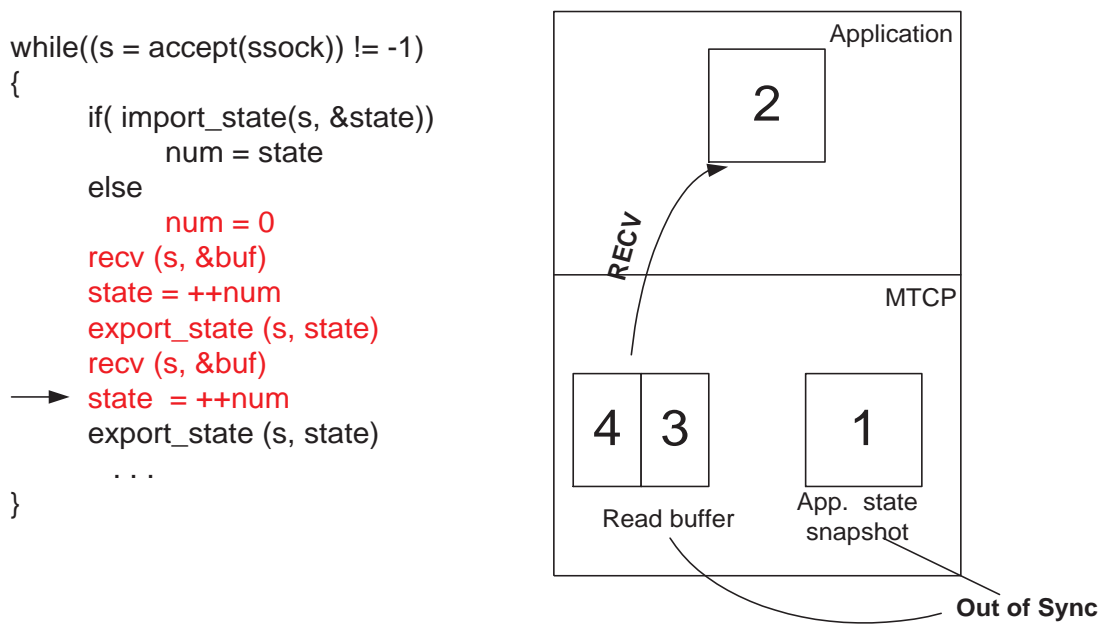 while((s = accept(ssock)) != -1)
{
if( import_state(s, &state))
num = state
else
num = 0
recv (s, &buf)
state = ++num
export_state (s, state)
recv (s, &buf)
state = ++num
export_state (s, state)
. . .
}
Application
2
RECV
MTCP
4 3
1
Read buffer
App. state
snapshot
Out of Sync